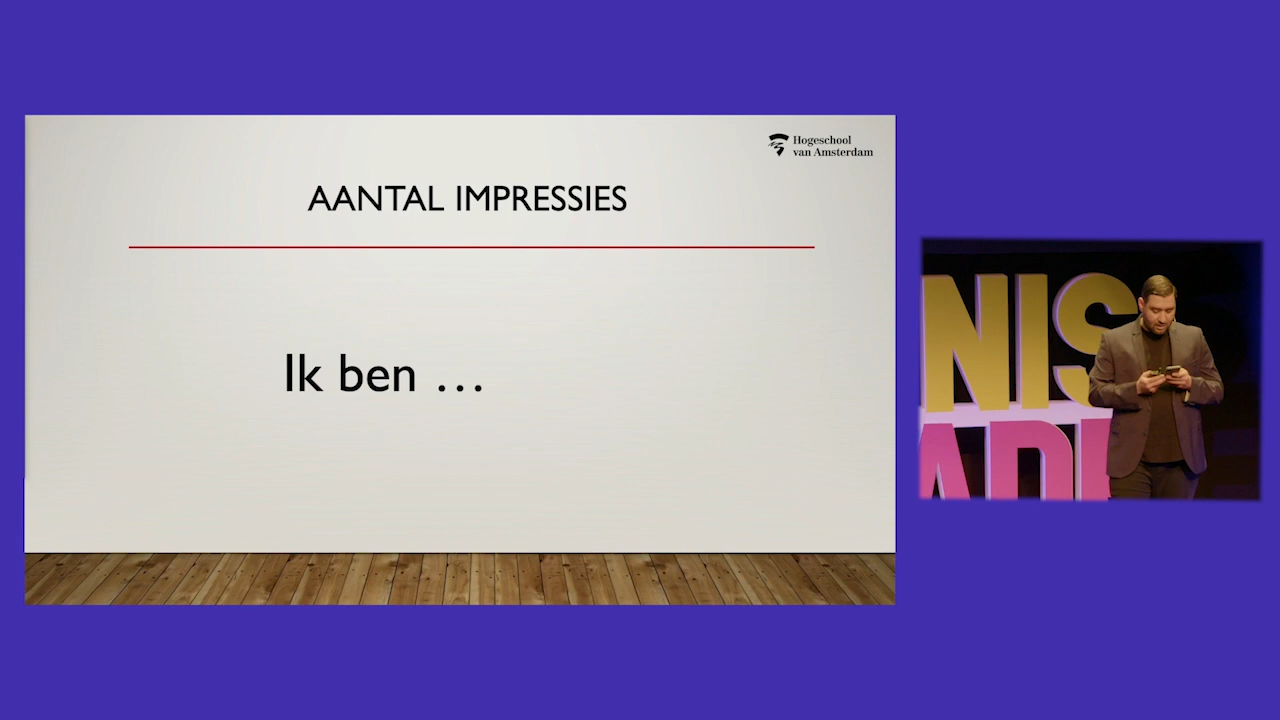 Hogeschool
van Amsterdam
AANTAL IMPRESSIES
Ik ben …
NIS